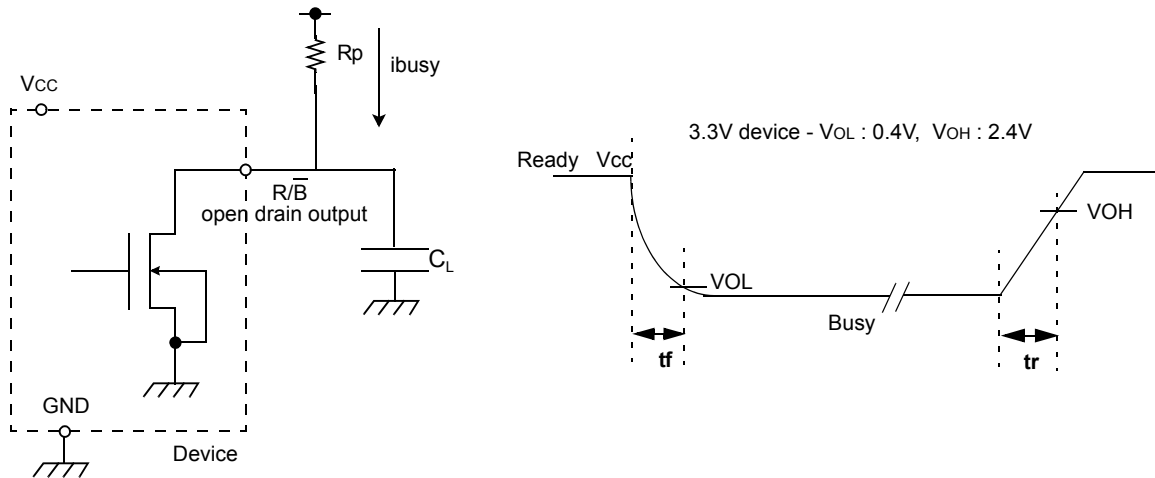 Rp
ibusy
VCC
R/B̅
open drain output
CL
GND
Device
3.3V device - VOL : 0.4V, VOH : 2.4V
Ready Vcc
VOH
VOL
Busy
tf
tr